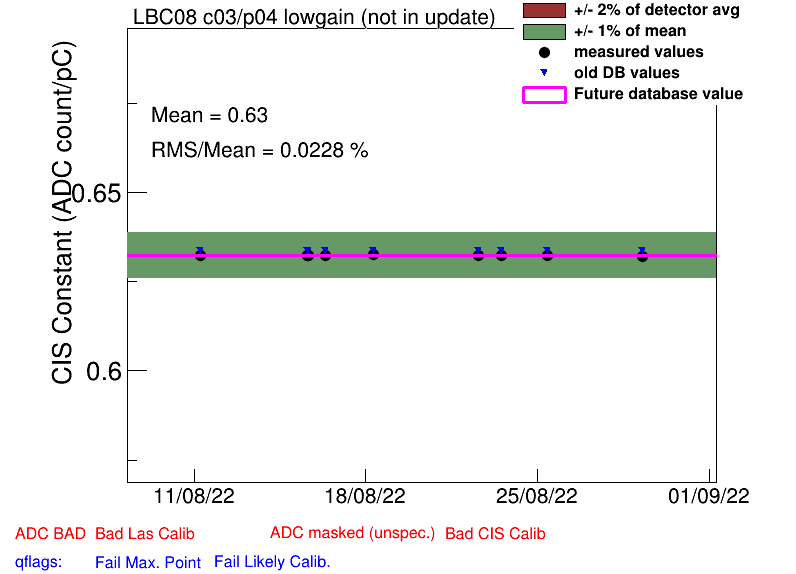 LBC08 c03/p04 lowgain (not in update)
+/- 2% of detector avg
+/- 1% of mean
measured values
old DB values
Future database value
Mean = 0.63
RMS/Mean = 0.0228 %
CIS Constant (ADC count/pC)
0.65
0.6
11/08/22 18/08/22 25/08/22 01/09/22
ADC BAD Bad Las Calib ADC masked (unspec.) Bad CIS Calib
qflags: Fail Max. Point Fail Likely Calib.